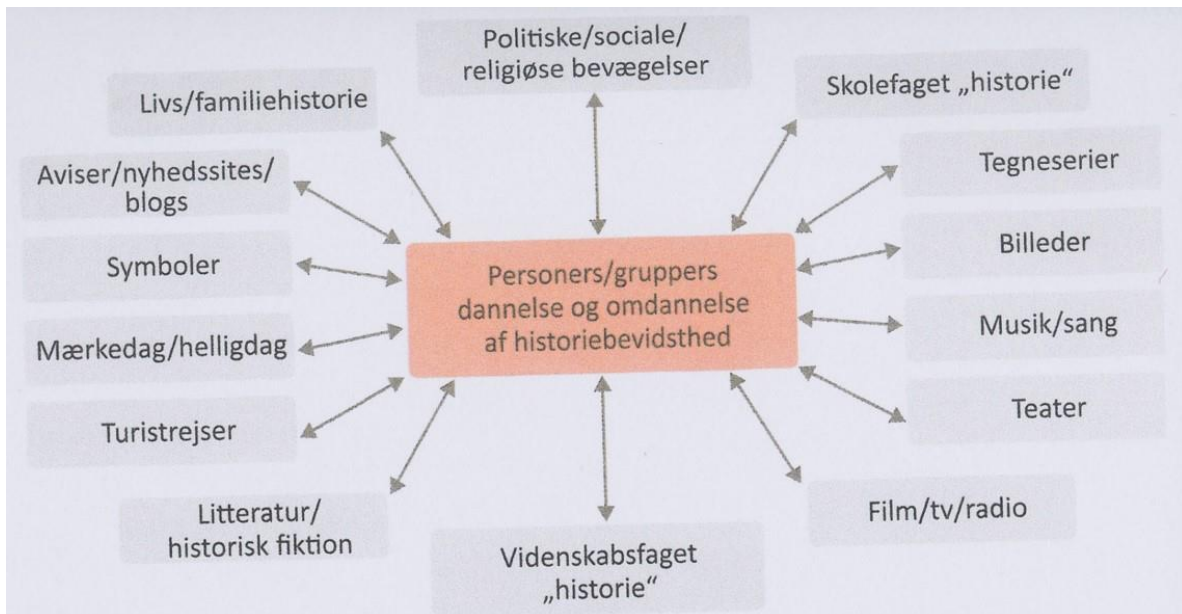 Politiske/sociale/
religiøse bevægelser
Livs/familiehistorie
Skolefaget „historie“
Aviser/nyhedssites/
blogs
Tegneserier
Symboler
Billeder
Personers/gruppers
dannelse og omdannelse
af historiebevidsthed
Mærkedag/helligdag
Musik/sang
Turistrejser
Teater
Litteratur/
historisk fiktion
Film/tv/radio
Videnskabsfaget
„historie“